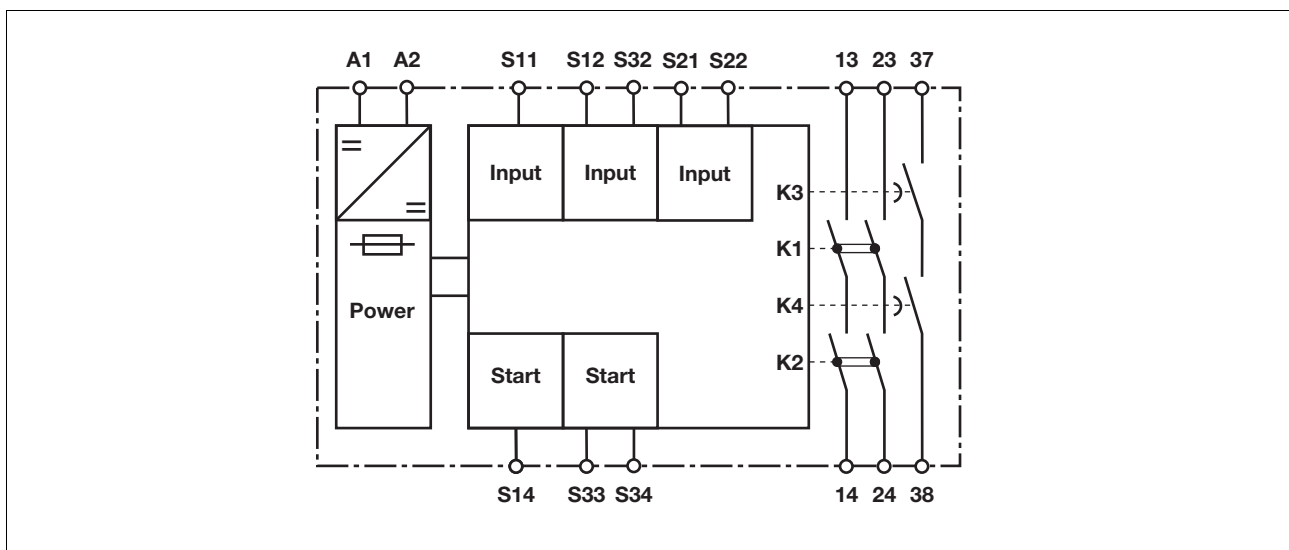 A1 A2 S11 S12 S32 S21 S22 13 23 37
Input Input Input
K3
K1
K4
K2
Power
Start Start
S14 S33 S34 14 24 38